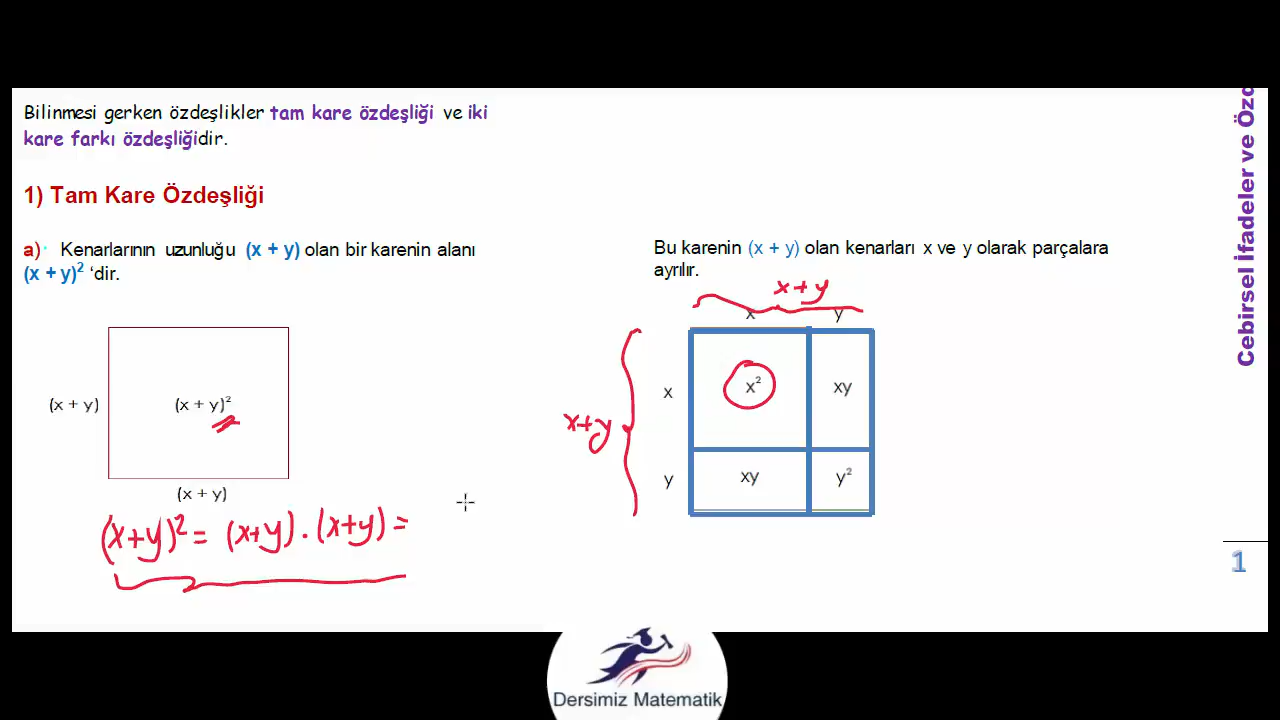 Bilinmesi gerken özdeşlikler tam kare özdeşliği ve iki
kare farkı özdeşliğidir.
1) Tam Kare Özdeşliği
a) Kenarlarının uzunluğu (x + y) olan bir karenin alanı
(x + y)² 'dir.
(x + y)
(x + y)²
(x + y)
(x+y)² = (x+y) . (x+y) =
Bu karenin (x + y) olan kenarları x ve y olarak parçalara
ayrılır.
x+y
x y
x x² xy
x+y
y xy y²
Cebirsel İfadeler ve Özd
1
Dersimiz Matematik